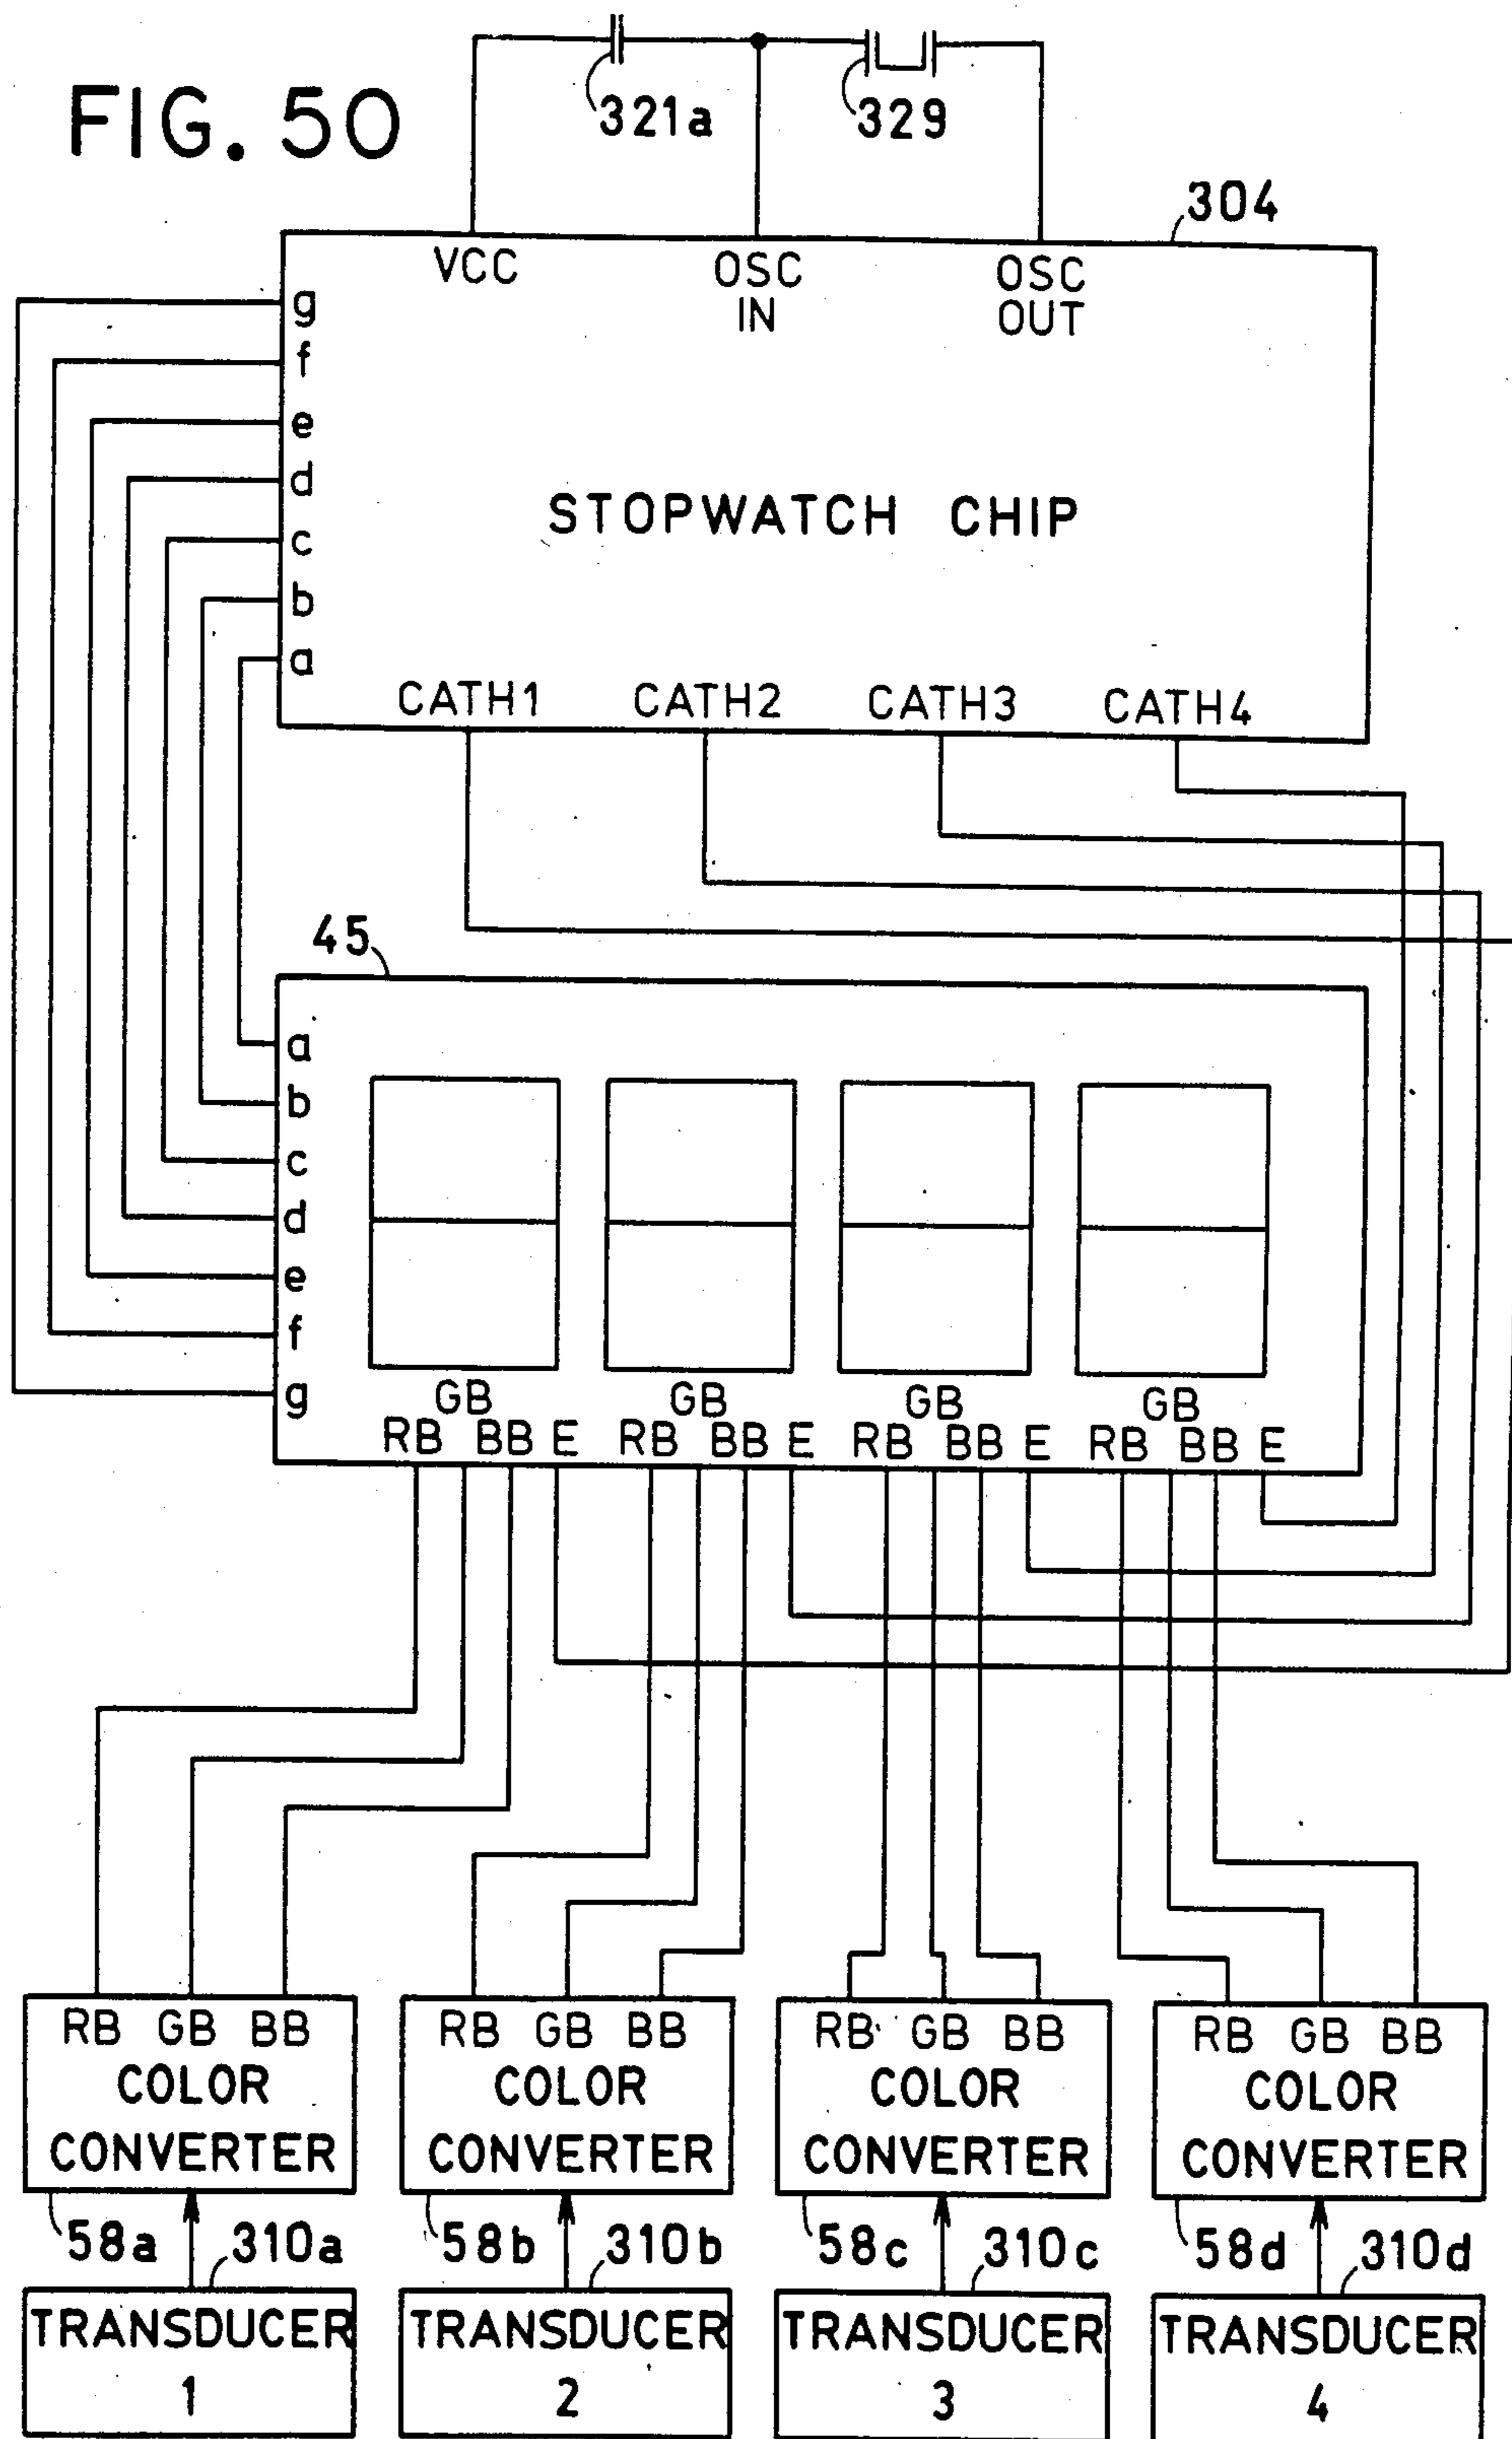 FIG. 50
321a
329
304
VCC OSC IN OSC OUT
g
f
e
d
c
b
a
STOPWATCH CHIP
CATH1 CATH2 CATH3 CATH4
45
a
b
c
d
e
f
g
GB GB GB GB
RB BB E RB BB E RB BB E RB BB E
RB GB BB RB GB BB RB GB BB RB GB BB
COLOR COLOR COLOR COLOR
CONVERTER CONVERTER CONVERTER CONVERTER
58a 310a 58b 310b 58c 310c 58d 310d
TRANSDUCER TRANSDUCER TRANSDUCER TRANSDUCER
1 2 3 4